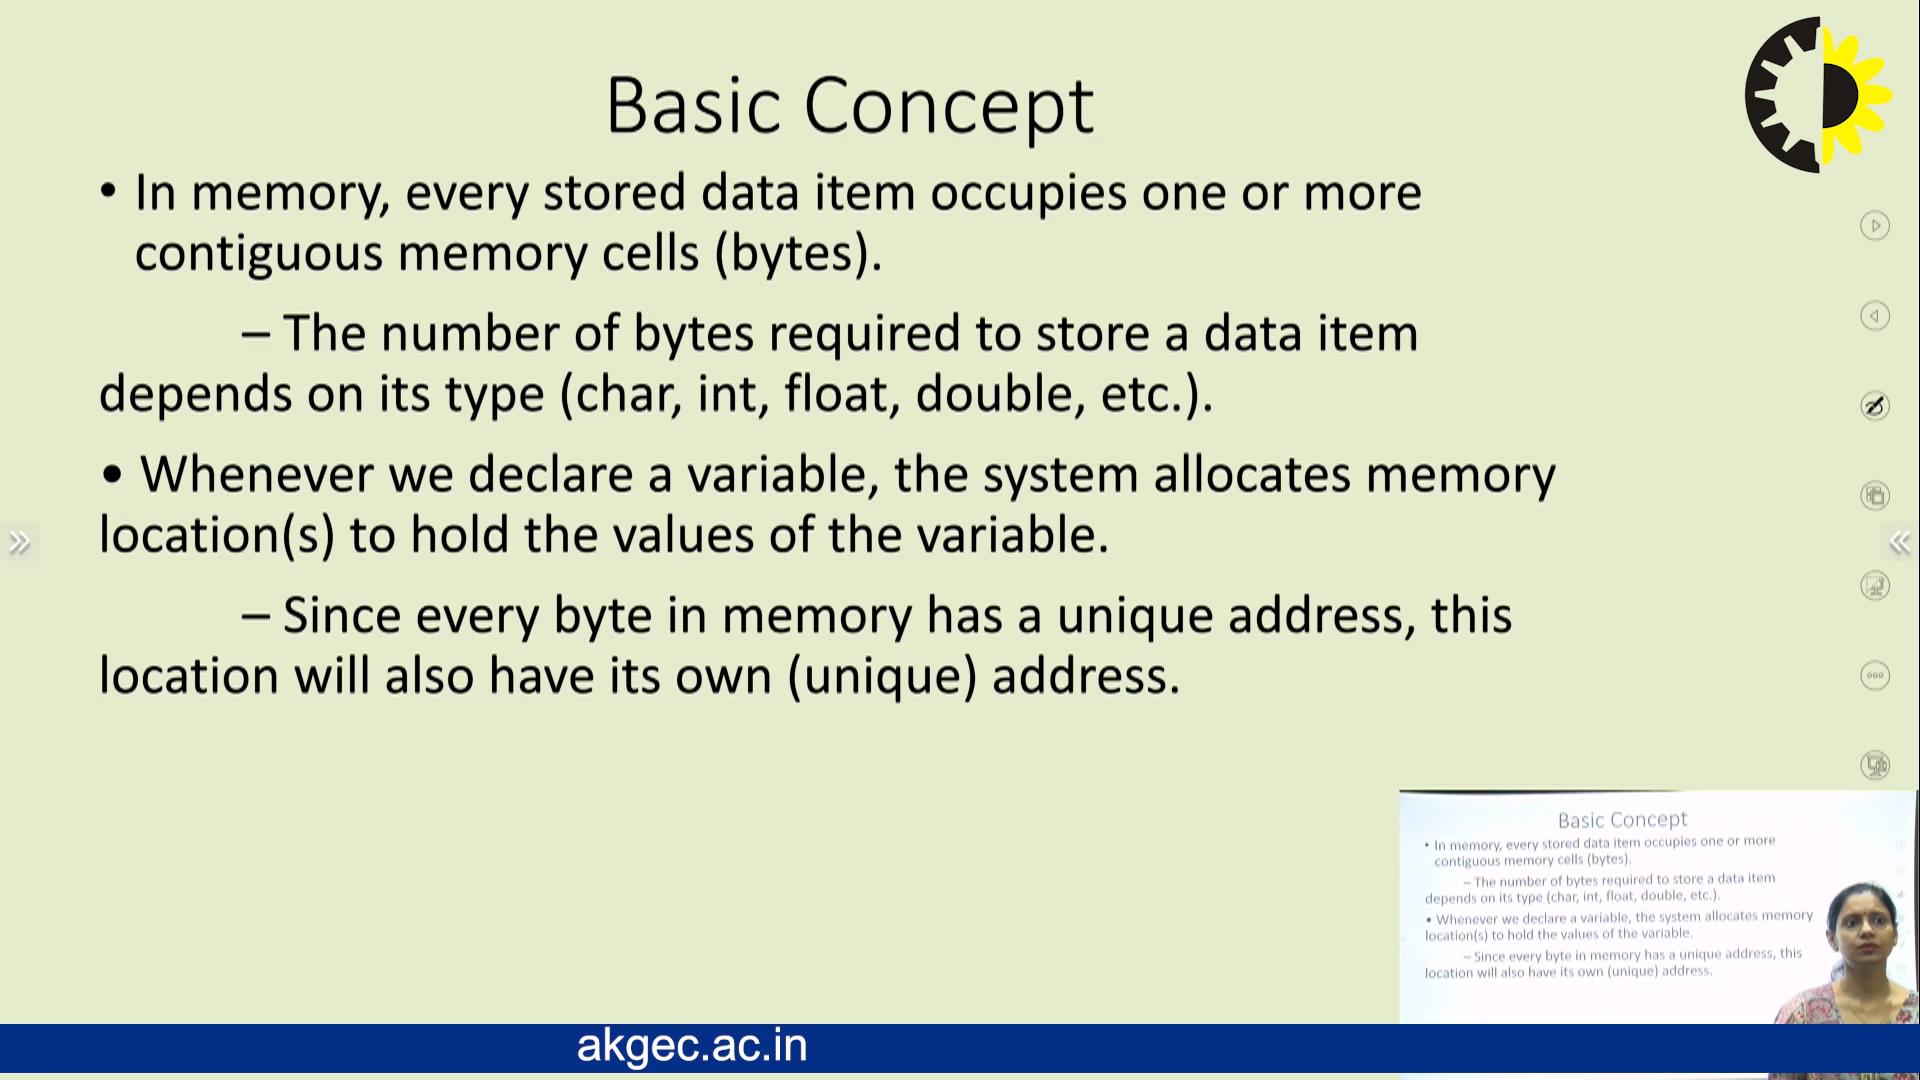 Basic Concept
• In memory, every stored data item occupies one or more
contiguous memory cells (bytes).
– The number of bytes required to store a data item
depends on its type (char, int, float, double, etc.).
• Whenever we declare a variable, the system allocates memory
location(s) to hold the values of the variable.
– Since every byte in memory has a unique address, this
location will also have its own (unique) address.
Basic Concept
• In memory, every stored data item occupies one or more
contiguous memory cells (bytes).
– The number of bytes required to store a data item
depends on its type (char, int, float, double, etc.).
• Whenever we declare a variable, the system allocates memory
location(s) to hold the values of the variable.
– Since every byte in memory has a unique address, this
location will also have its own (unique) address.
akgec.ac.in